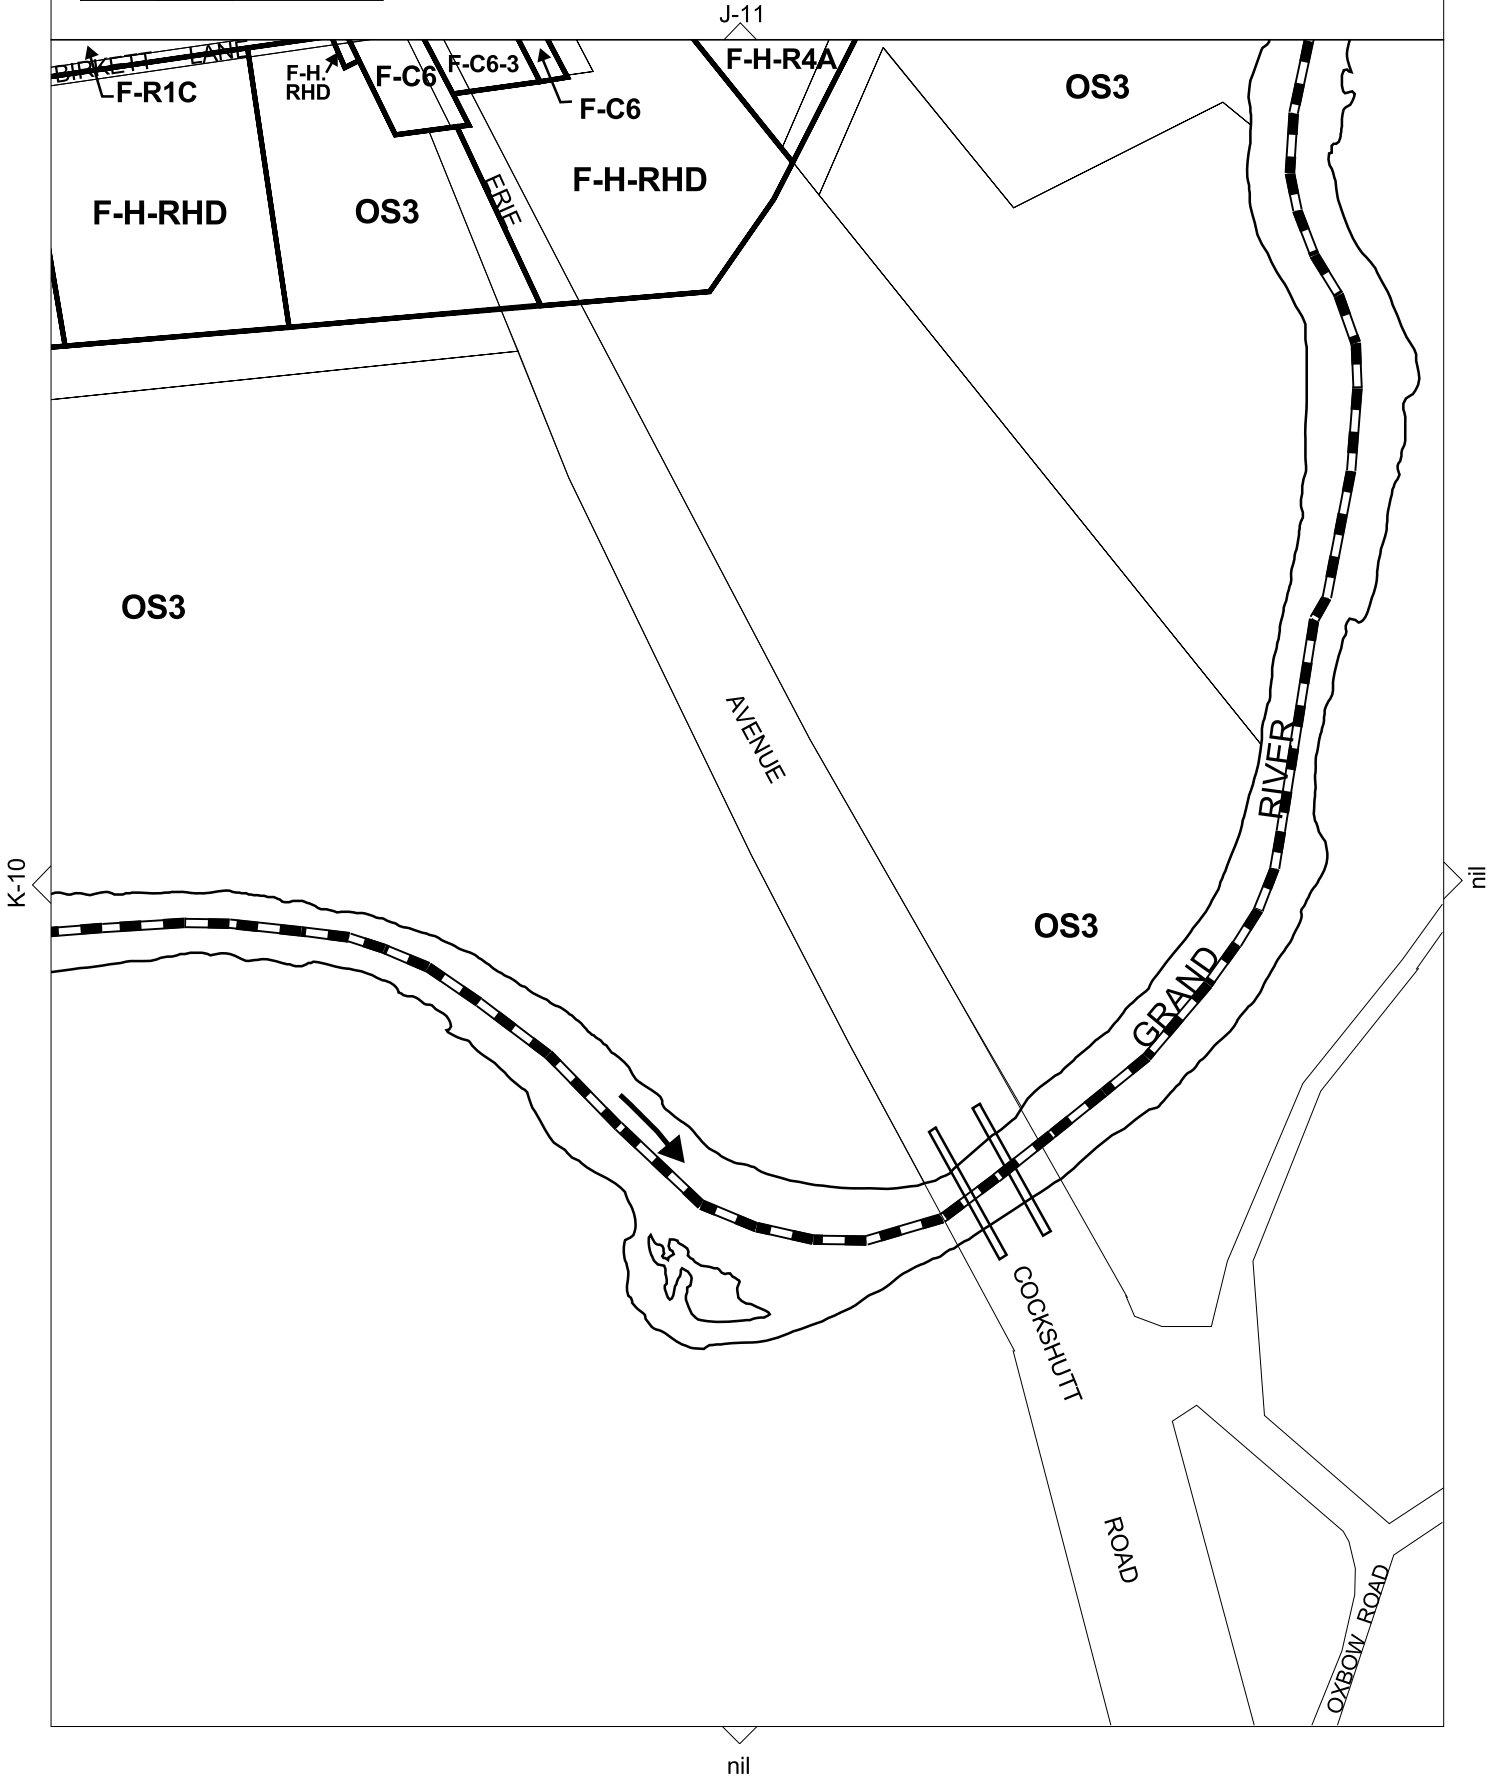 J-11
BIRKETT LANE
F-R1C
F-H.
RHD
F-C6
F-C6-3
F-C6
F-H-R4A
OS3
F-H-RHD
OS3
ERIE
F-H-RHD
OS3
AVENUE
RIVER
K-10
nil
OS3
GRAND
COCKSHUTT
ROAD
OXBOW ROAD
nil